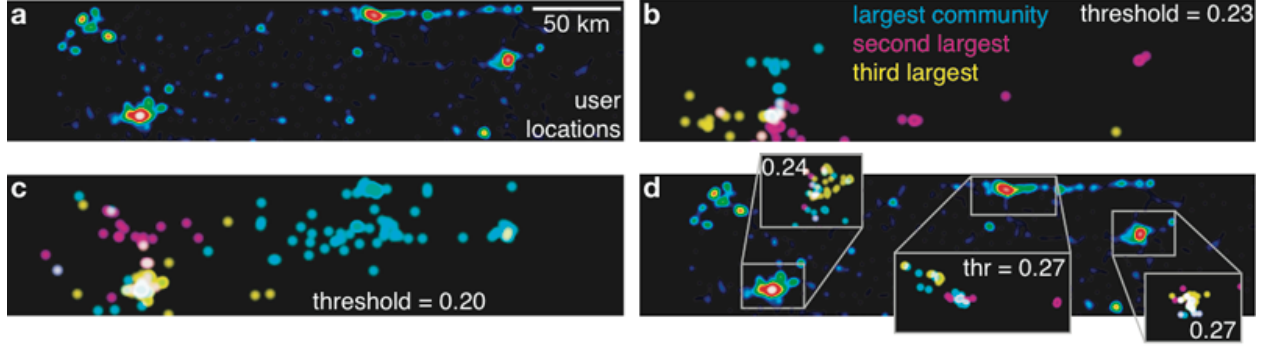 a
50 km
user
locations
b
largest community
threshold = 0.23
second largest
third largest
c
threshold = 0.20
d
0.24
thr = 0.27
0.27